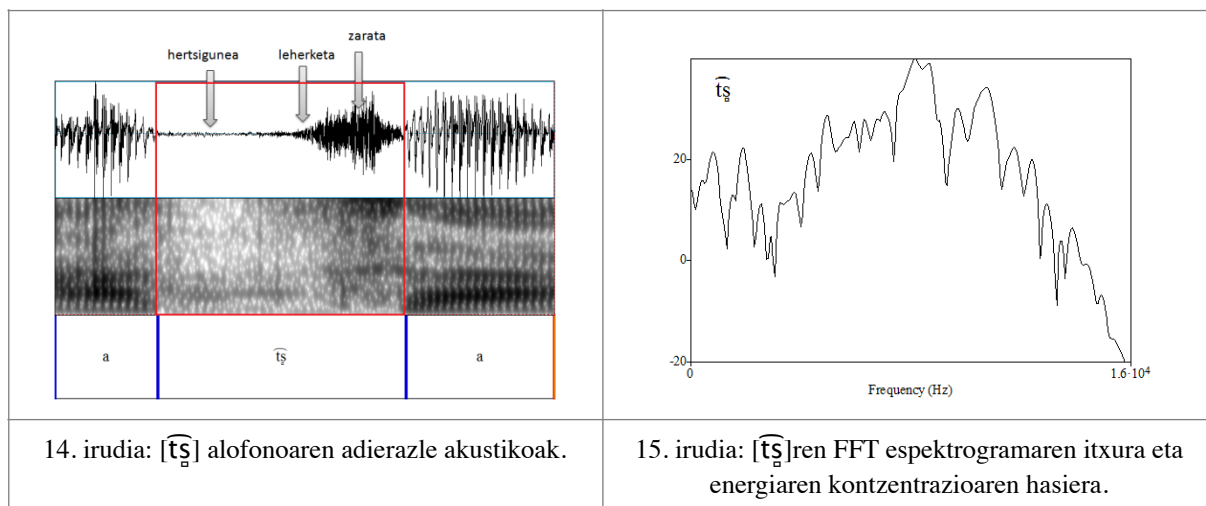 zarata
hertsigunea leherketa
a t͡s̻ a
14. irudia: [t͡s̻] alofonoaren adierazle akustikoak.
t͡s̻
20
0
-20
0 1.6·10⁴
Frequency (Hz)
15. irudia: [t͡s̻]ren FFT espektrogramaren itxura eta
energiaren kontzentrazioaren hasiera.